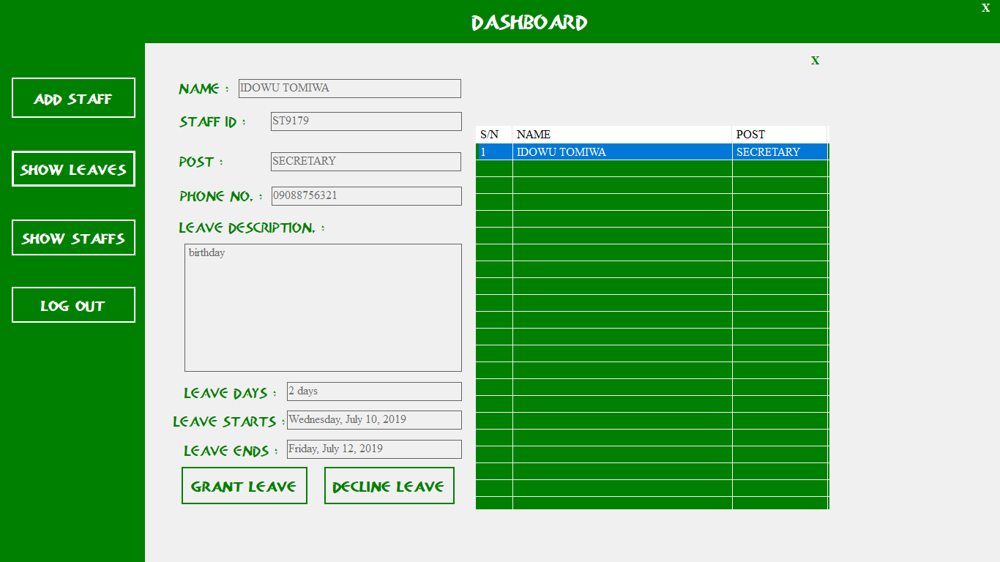 X
DASHBOARD
X
ADD STAFF
SHOW LEAVES
SHOW STAFFS
LOG OUT
NAME : IDOWU TOMIWA
STAFF ID : ST9179
POST : SECRETARY
PHONE NO. : 09088756321
LEAVE DESCRIPTION. :
birthday
LEAVE DAYS : 2 days
LEAVE STARTS : Wednesday, July 10, 2019
LEAVE ENDS : Friday, July 12, 2019
GRANT LEAVE DECLINE LEAVE
S/N NAME POST
1 IDOWU TOMIWA SECRETARY